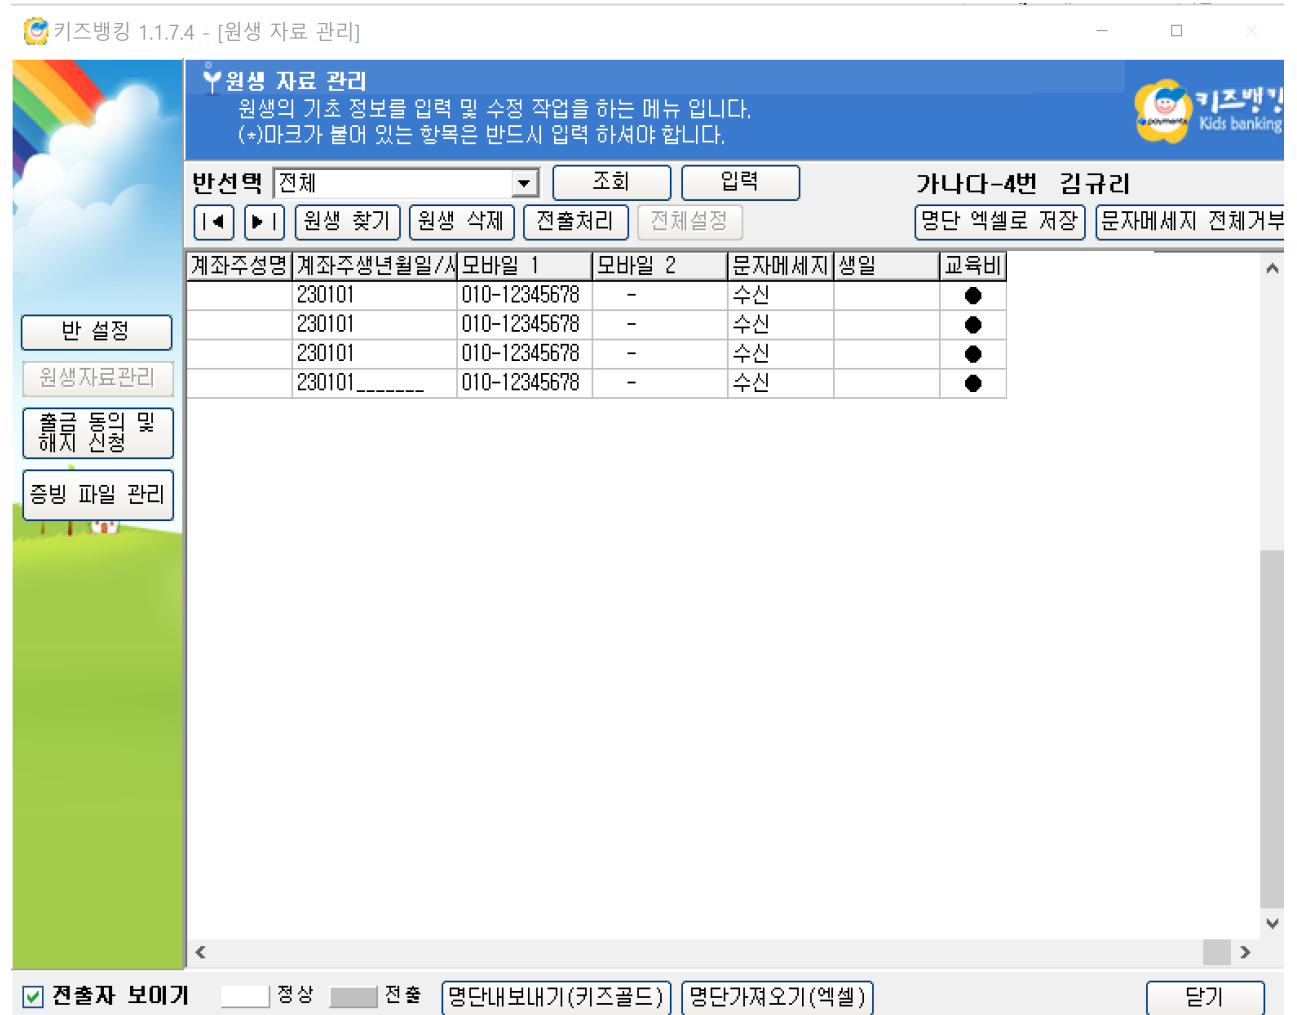 키즈뱅킹 1.1.7.4 - [원생 자료 관리]
원생 자료 관리
원생의 기초 정보를 입력 및 수정 작업을 하는 메뉴 입니다.
(*)마크가 붙어 있는 항목은 반드시 입력 하셔야 합니다.
payments 키즈뱅킹
Kids banking
반선택 전체 조회 입력 가나다-4번 김규리
원생 찾기 원생 삭제 전출처리 전체설정 명단 엑셀로 저장 문자메세지 전체거부
계좌주성명 계좌주생년월일/사 모바일 1 모바일 2 문자메세지 생일 교육비
230101 010-12345678 - 수신 ●
230101 010-12345678 - 수신 ●
230101 010-12345678 - 수신 ●
230101_______ 010-12345678 - 수신 ●
반 설정
원생자료관리
출금 동의 및
해지 신청
증빙 파일 관리
전출자 보이기 정상 전출 명단내보내기(키즈골드) 명단가져오기(엑셀) 닫기